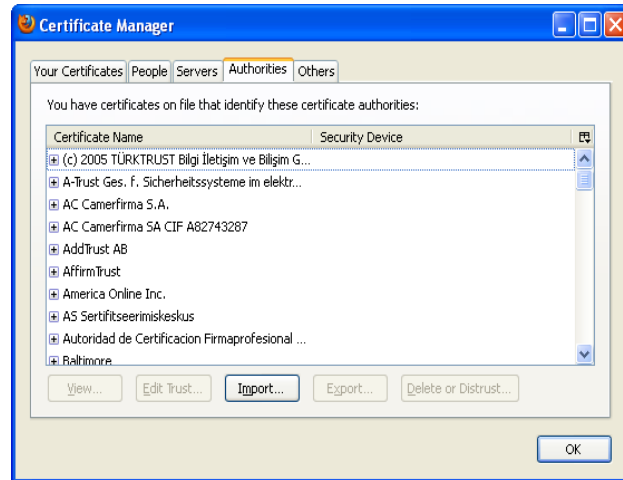 Certificate Manager
Your Certificates People Servers Authorities Others
You have certificates on file that identify these certificate authorities:
Certificate Name Security Device
(c) 2005 TÜRKTRUST Bilgi İletişim ve Bilişim G...
A-Trust Ges. f. Sicherheitssysteme im elektr...
AC Camerfirma S.A.
AC Camerfirma SA CIF A82743287
AddTrust AB
AffirmTrust
America Online Inc.
AS Sertifitseerimiskeskus
Autoridad de Certificacion Firmaprofesional ...
Baltimore
View... Edit Trust... Import... Export... Delete or Distrust...
OK